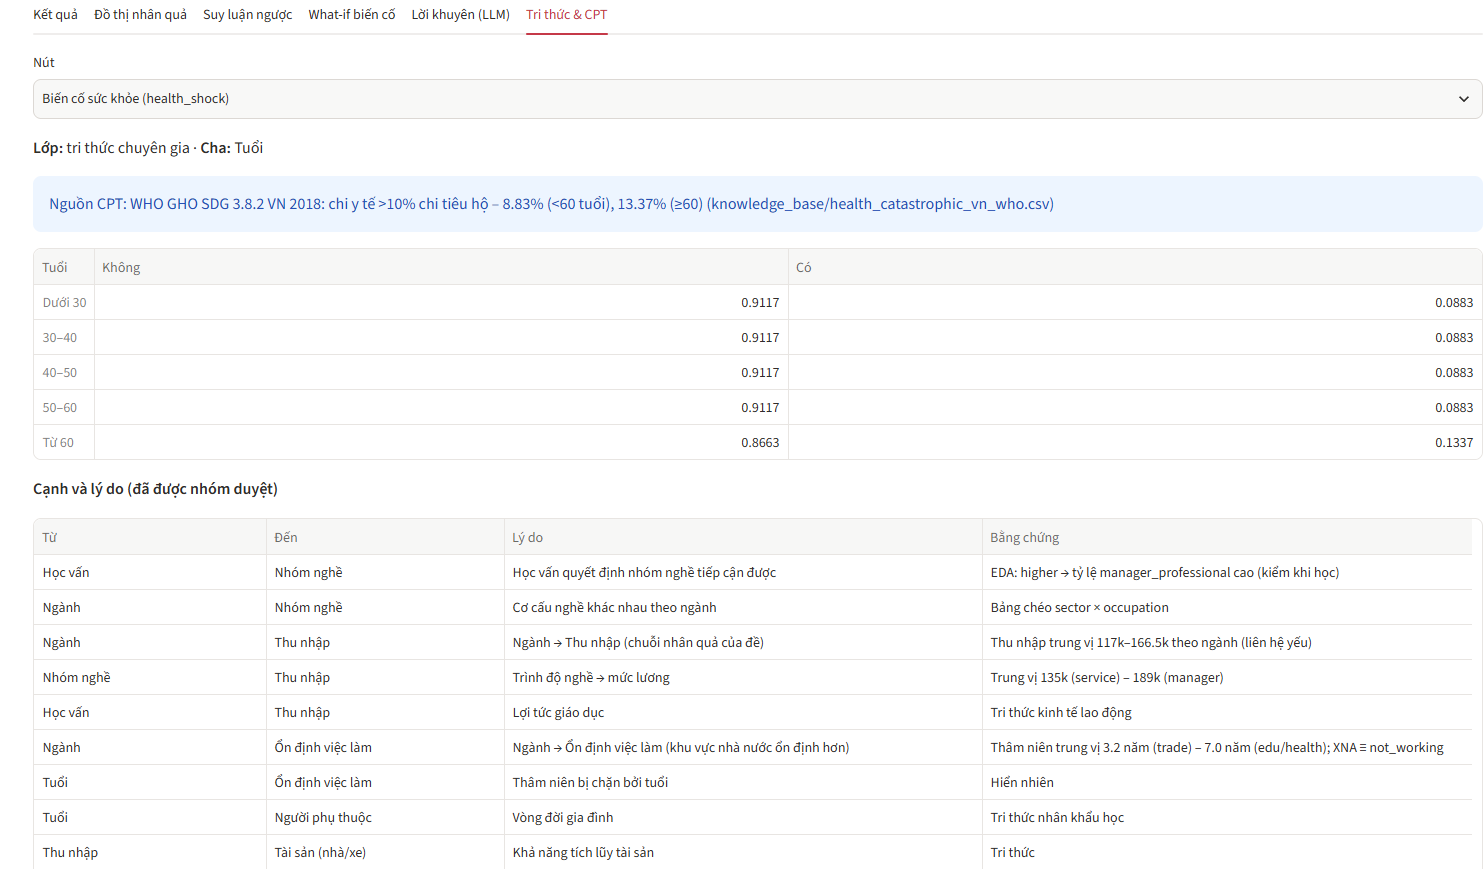 Kết quả Đồ thị nhân quả Suy luận ngược What-if biến cố Lời khuyên (LLM) Tri thức & CPT
Nút
Biến cố sức khỏe (health_shock)
Lớp: tri thức chuyên gia · Cha: Tuổi
Nguồn CPT: WHO GHO SDG 3.8.2 VN 2018: chi y tế >10% chi tiêu hộ – 8.83% (<60 tuổi), 13.37% (≥60) (knowledge_base/health_catastrophic_vn_who.csv)
Tuổi Không Có
Dưới 30 0.9117 0.0883
30–40 0.9117 0.0883
40–50 0.9117 0.0883
50–60 0.9117 0.0883
Từ 60 0.8663 0.1337
Cạnh và lý do (đã được nhóm duyệt)
Từ Đến Lý do Bằng chứng
Học vấn Nhóm nghề Học vấn quyết định nhóm nghề tiếp cận được EDA: higher → tỷ lệ manager_professional cao (kiểm khi học)
Ngành Nhóm nghề Cơ cấu nghề khác nhau theo ngành Bảng chéo sector × occupation
Ngành Thu nhập Ngành → Thu nhập (chuỗi nhân quả của đề) Thu nhập trung vị 117k–166.5k theo ngành (liên hệ yếu)
Nhóm nghề Thu nhập Trình độ nghề → mức lương Trung vị 135k (service) – 189k (manager)
Học vấn Thu nhập Lợi tức giáo dục Tri thức kinh tế lao động
Ngành Ổn định việc làm Ngành → Ổn định việc làm (khu vực nhà nước ổn định hơn) Thâm niên trung vị 3.2 năm (trade) – 7.0 năm (edu/health); XNA ≡ not_working
Tuổi Ổn định việc làm Thâm niên bị chặn bởi tuổi Hiển nhiên
Tuổi Người phụ thuộc Vòng đời gia đình Tri thức nhân khẩu học
Thu nhập Tài sản (nhà/xe) Khả năng tích lũy tài sản Tri thức